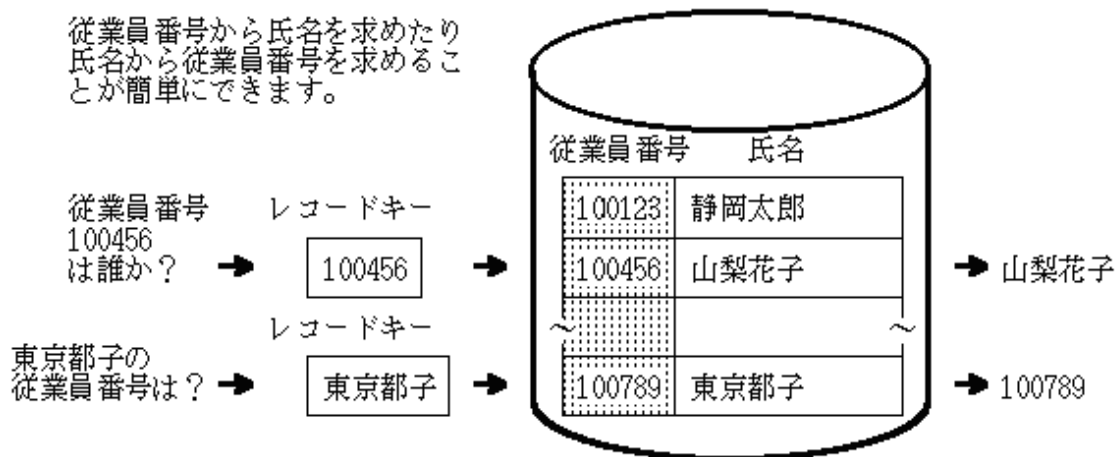 従業員番号から氏名を求めたり
氏名から従業員番号を求めるこ
とが簡単にできます。
従業員番号 氏名
100123 静岡太郎
従業員番号
100456
は誰か?
レコードキー
100456
100456 山梨花子
山梨花子
東京都子の
従業員番号は?
レコードキー
東京都子
~ ~
100789 東京都子
100789